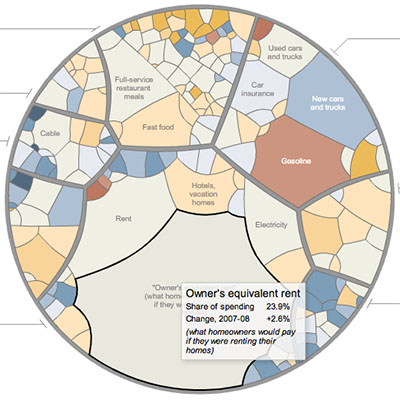 Used cars
and trucks
Full-service
restaurant
meals
Car
insurance
New cars
and trucks
Fast food
Cable
Gasoline
Hotels,
vacation
homes
Rent
Electricity
"Owner's
(what home
if they wer
Owner's equivalent rent
Share of spending 23.9%
Change, 2007-08 +2.6%
(what homeowners would pay
if they were renting their
homes)